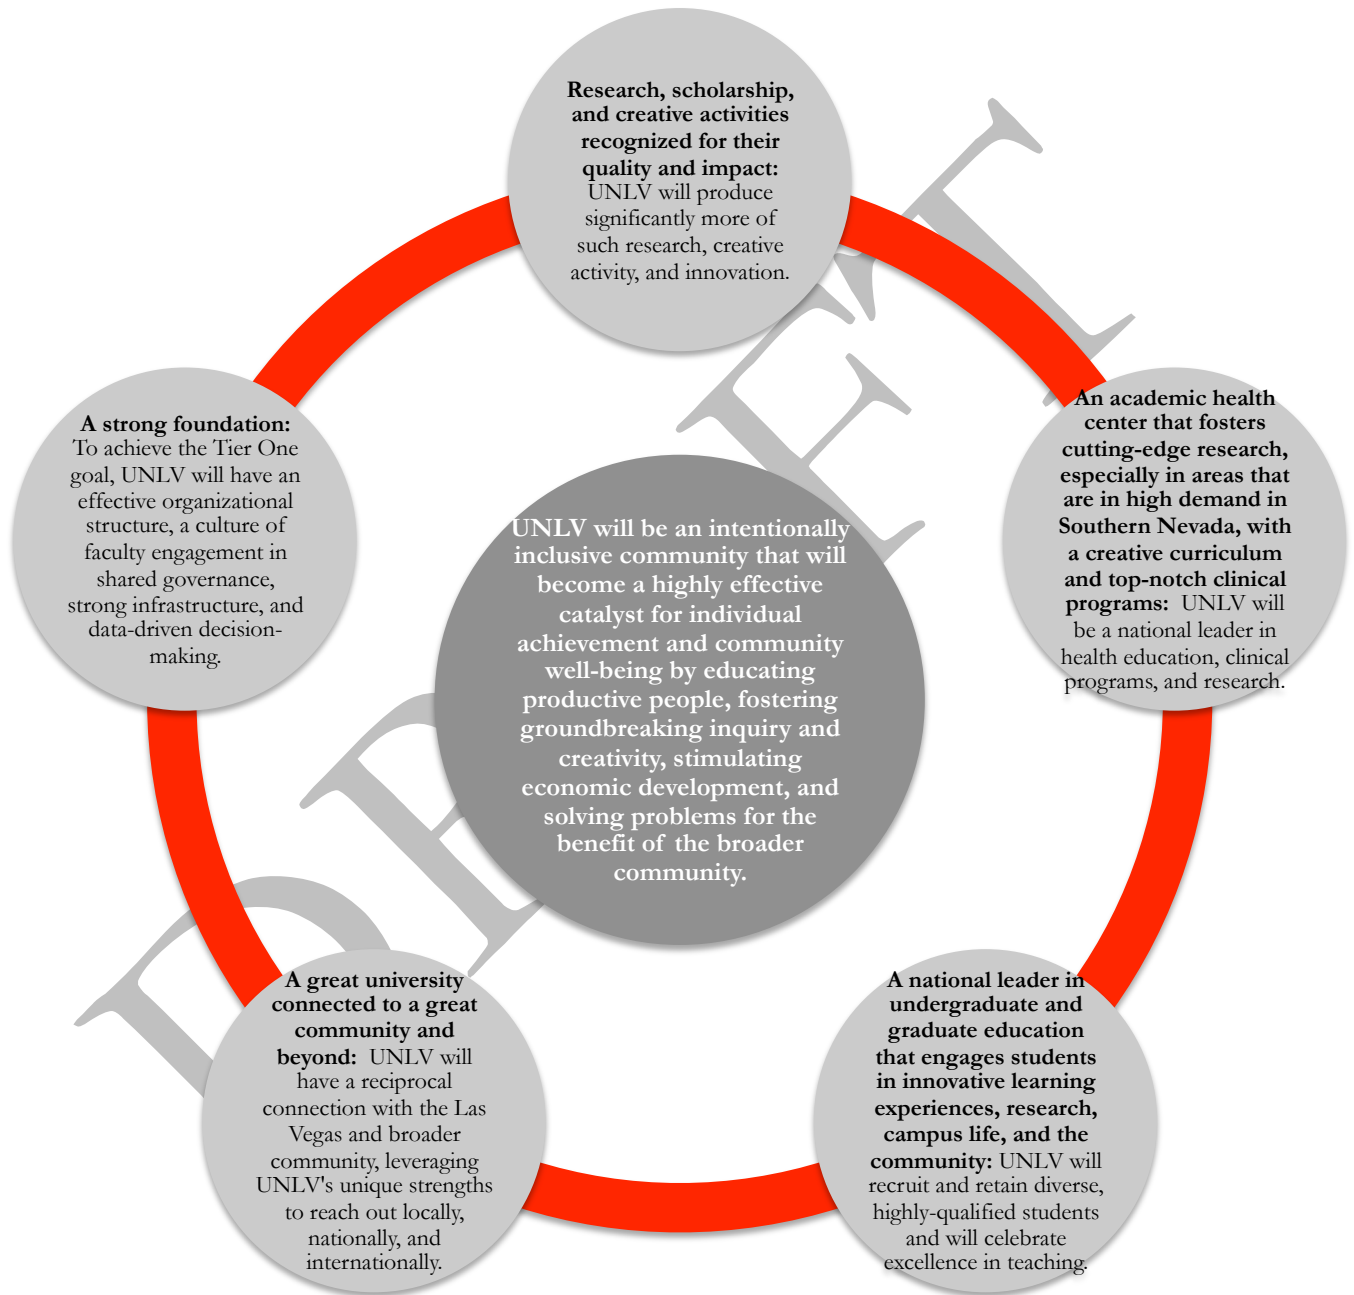 Research, scholarship,
and creative activities
recognized for their
quality and impact:
UNLV will produce
significantly more of
such research, creative
activity, and innovation.
A strong foundation:
To achieve the Tier One
goal, UNLV will have an
effective organizational
structure, a culture of
faculty engagement in
shared governance,
strong infrastructure, and
data-driven decision-
making.
An academic health
center that fosters
cutting-edge research,
especially in areas that
are in high demand in
Southern Nevada, with
a creative curriculum
and top-notch clinical
programs: UNLV will
be a national leader in
health education, clinical
programs, and research.
UNLV will be an intentionally
inclusive community that will
become a highly effective
catalyst for individual
achievement and community
well-being by educating
productive people, fostering
groundbreaking inquiry and
creativity, stimulating
economic development, and
solving problems for the
benefit of the broader
community.
A great university
connected to a great
community and
beyond: UNLV will
have a reciprocal
connection with the Las
Vegas and broader
community, leveraging
UNLV's unique strengths
to reach out locally,
nationally, and
internationally.
A national leader in
undergraduate and
graduate education
that engages students
in innovative learning
experiences, research,
campus life, and the
community: UNLV will
recruit and retain diverse,
highly-qualified students
and will celebrate
excellence in teaching.